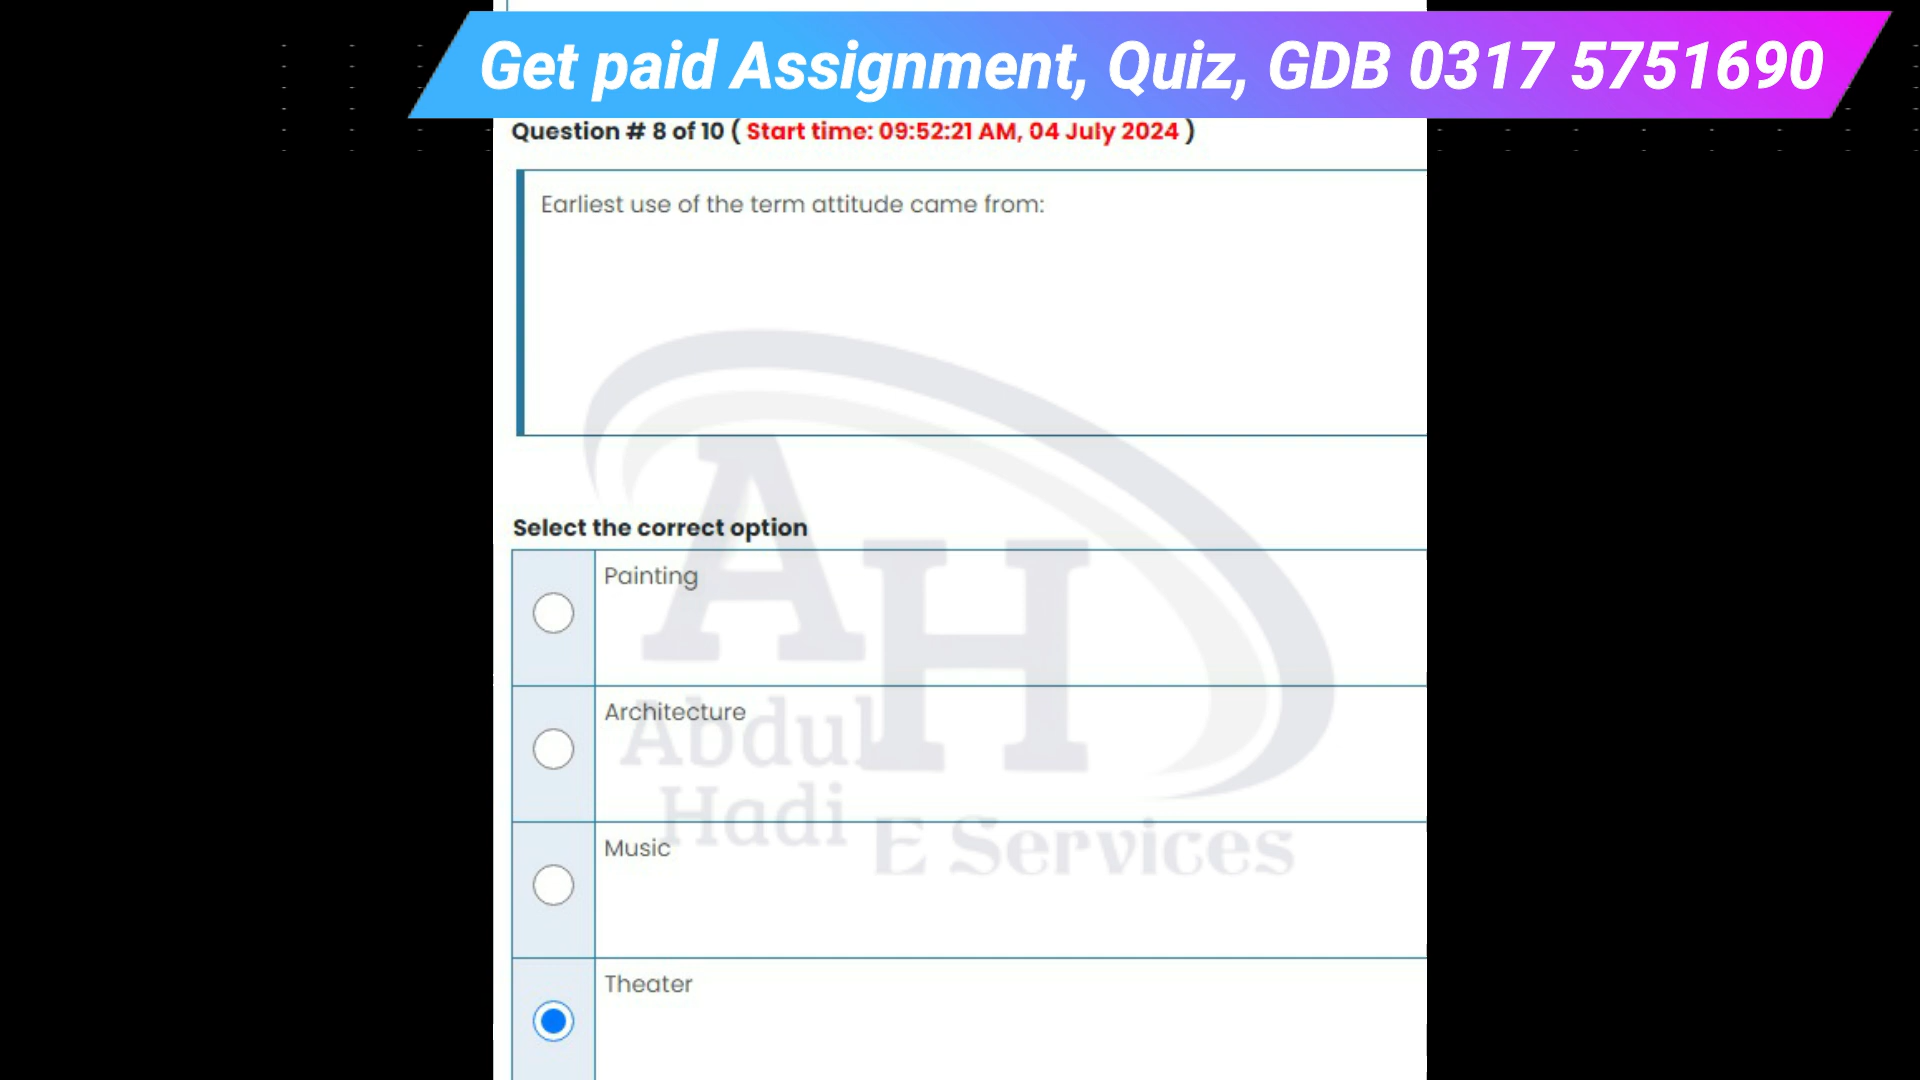 Get paid Assignment, Quiz, GDB 0317 5751690
Question # 8 of 10 ( Start time: 09:52:21 AM, 04 July 2024 )
Earliest use of the term attitude came from:
Select the correct option
Painting
Architecture
Music
Theater
AH
Abdul
Hadi
E Services